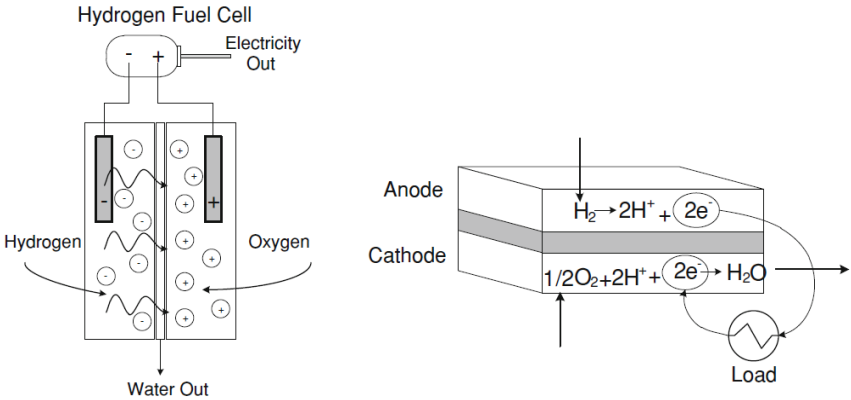 Hydrogen Fuel Cell
Electricity
Out
- +
-
+
Hydrogen
Oxygen
Water Out
Anode
H₂→2H⁺ + 2e⁻
Cathode
1/2O₂+2H⁺+ 2e⁻→H₂O
Load